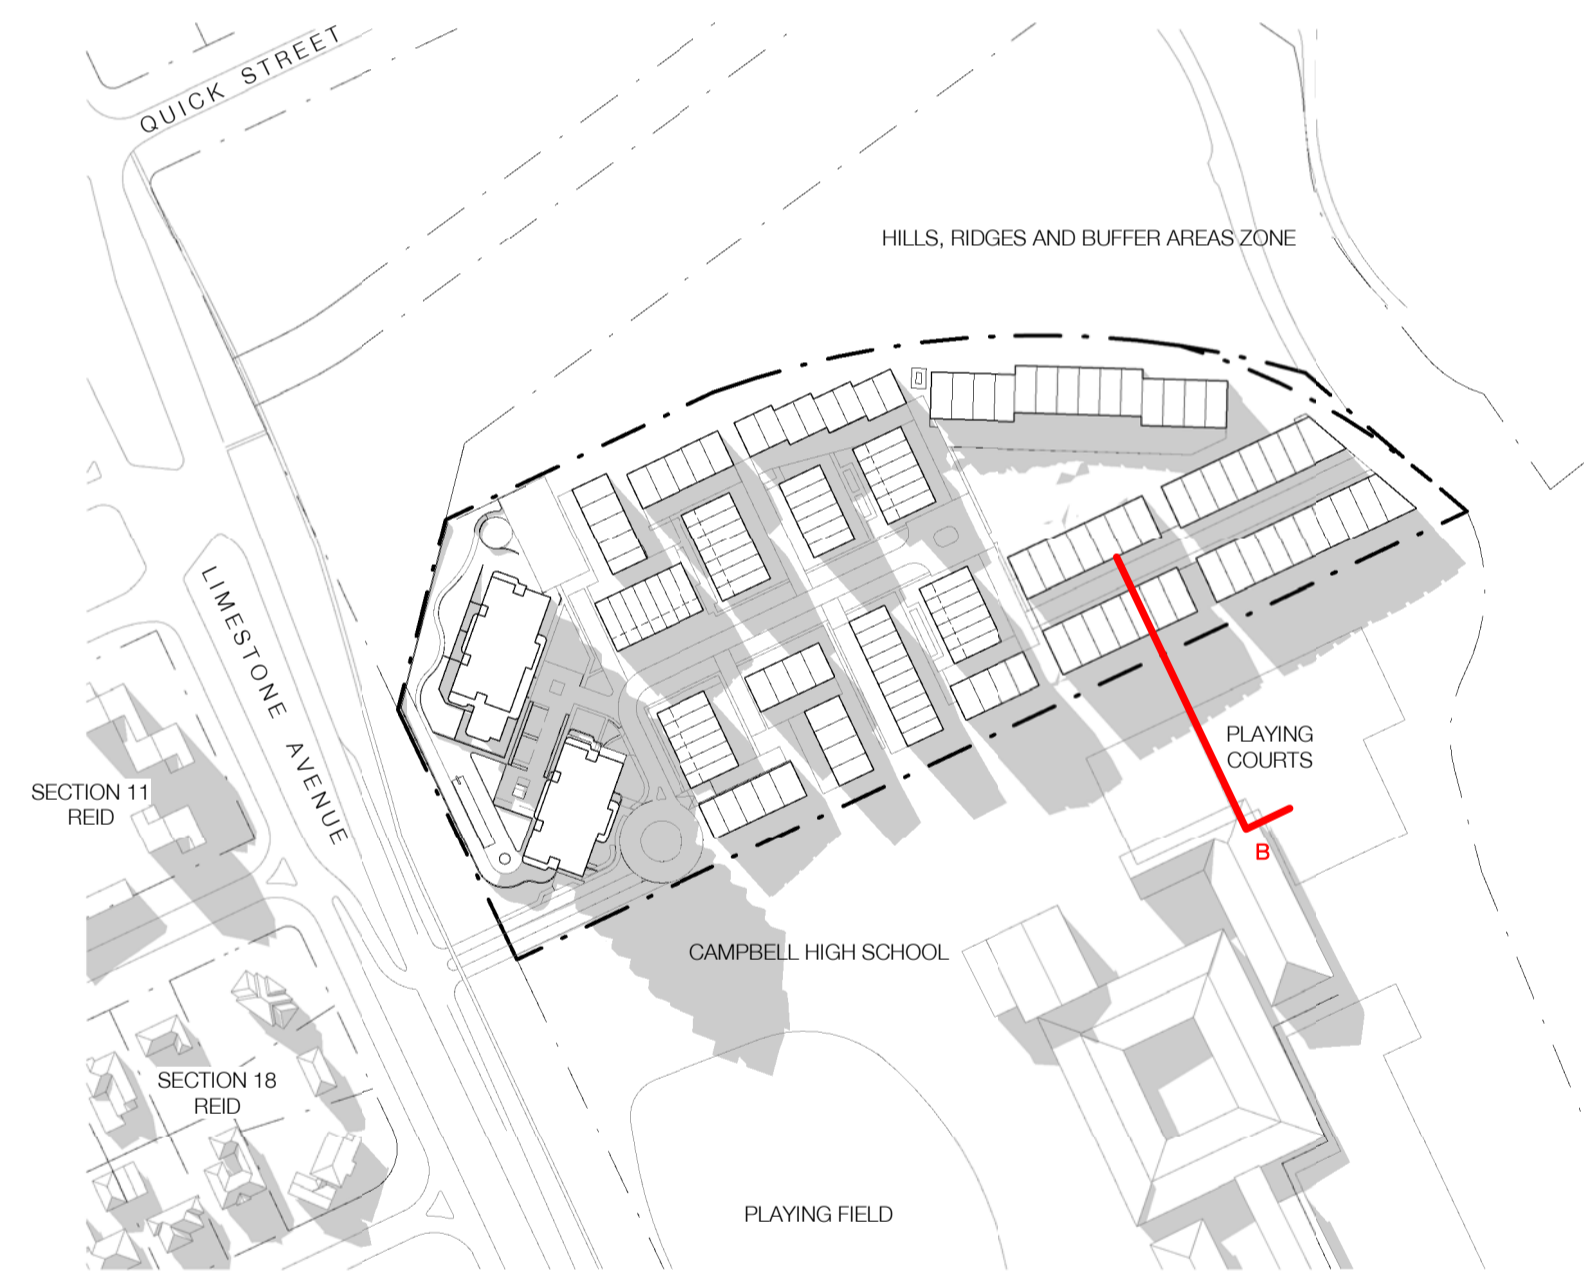 QUICK STREET
HILLS, RIDGES AND BUFFER AREAS ZONE
LIMESTONE AVENUE
PLAYING
COURTS
SECTION 11
REID
B
CAMPBELL HIGH SCHOOL
SECTION 18
REID
PLAYING FIELD